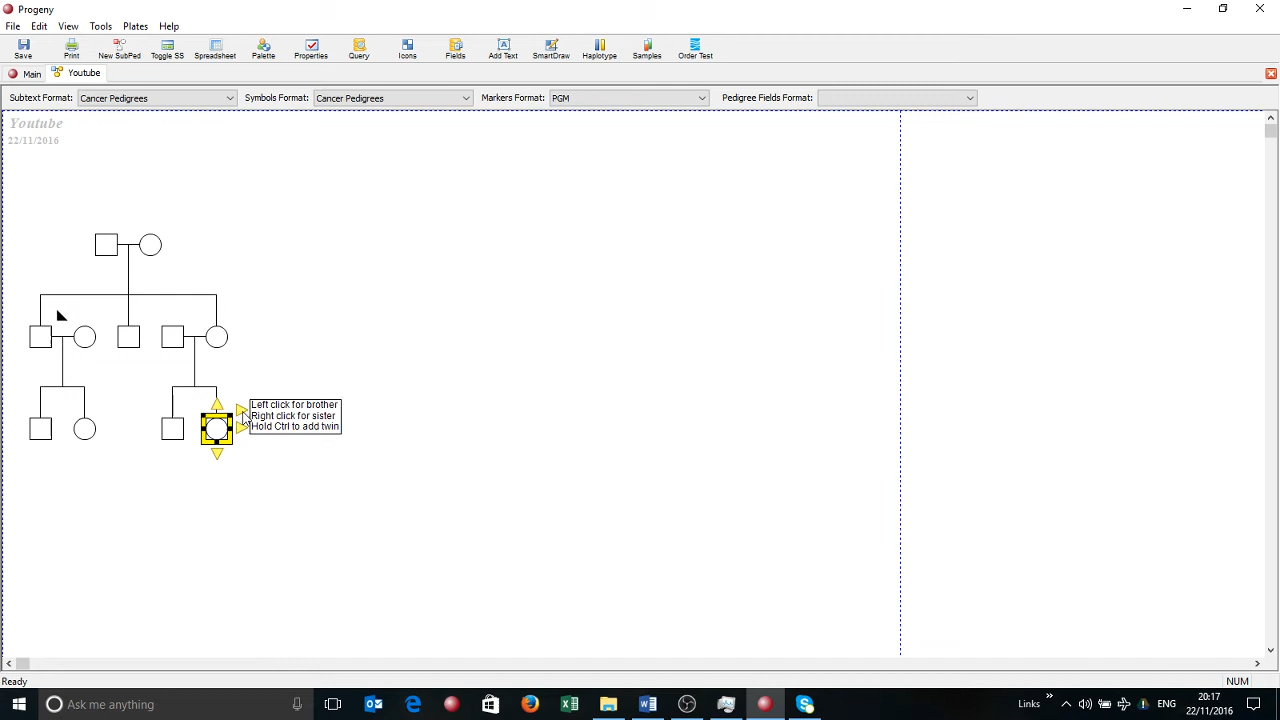 Progeny
File Edit View Tools Plates Help
Save Print New SubPed Toggle SS Spreadsheet Palette Properties Query Icons Fields Add Text SmartDraw Haplotype Samples Order Test
Main Youtube
Subtext Format: Cancer Pedigrees Symbols Format: Cancer Pedigrees Markers Format: PGM Pedigree Fields Format:
Youtube
22/11/2016
Left click for brother
Right click for sister
Hold Ctrl to add twin
Ready NUM
Ask me anything Links » ENG 20:17
22/11/2016